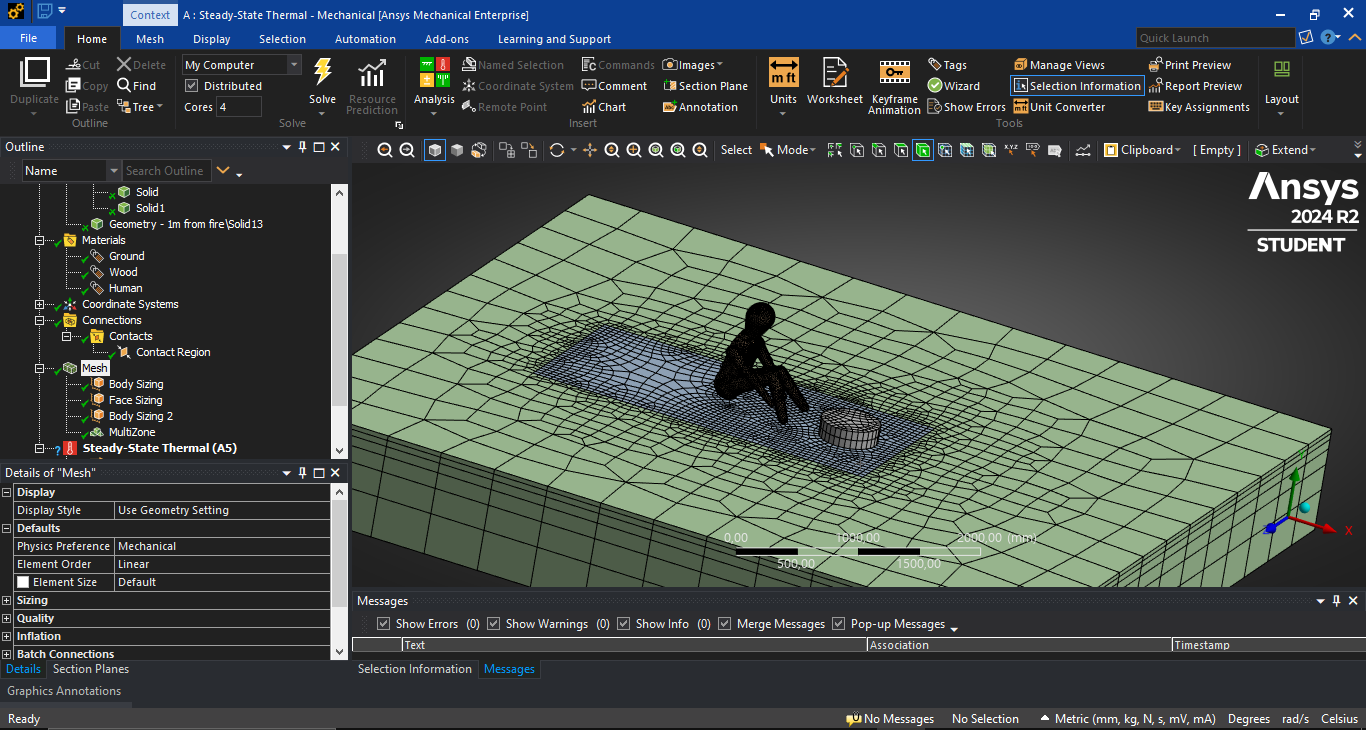 Context A : Steady-State Thermal - Mechanical [Ansys Mechanical Enterprise]
File Home Mesh Display Selection Automation Add-ons Learning and Support Quick Launch
Duplicate
Cut
Copy
Paste
Delete
Find
Tree
Outline
My Computer
Distributed
Cores 4
Solve
Resource
Prediction
Solve
Analysis
Named Selection
Coordinate System
Remote Point
Commands
Comment
Chart
Images
Section Plane
Annotation
Insert
m ft
Units
Worksheet
Keyframe
Animation
Tags
Wizard
Show Errors
Manage Views
Selection Information
Unit Converter
Print Preview
Report Preview
Key Assignments
Tools
Layout
Outline
Name Search Outline
Solid
Solid1
Geometry - 1m from fire\Solid13
Materials
Ground
Wood
Human
Coordinate Systems
Connections
Contacts
Contact Region
Mesh
Body Sizing
Face Sizing
Body Sizing 2
MultiZone
Steady-State Thermal (A5)
Details of "Mesh"
Display
Display Style Use Geometry Setting
Defaults
Physics Preference Mechanical
Element Order Linear
Element Size Default
Sizing
Quality
Inflation
Batch Connections
Details Section Planes
Graphics Annotations
Select Mode Clipboard [ Empty ] Extend
Ansys
2024 R2
STUDENT
0,00 1000,00 2000,00 (mm)
500,00 1500,00
X
Messages
Show Errors (0) Show Warnings (0) Show Info (0) Merge Messages Pop-up Messages
Text Association Timestamp
Selection Information Messages
Ready No Messages No Selection Metric (mm, kg, N, s, mV, mA) Degrees rad/s Celsius